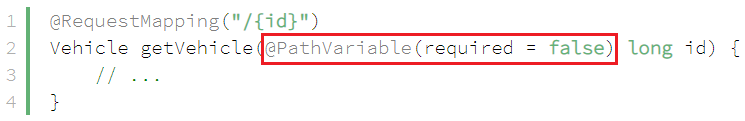 1 @RequestMapping("/{id}")
2 Vehicle getVehicle(@PathVariable(required = false) long id) {
3     // ...
4 }